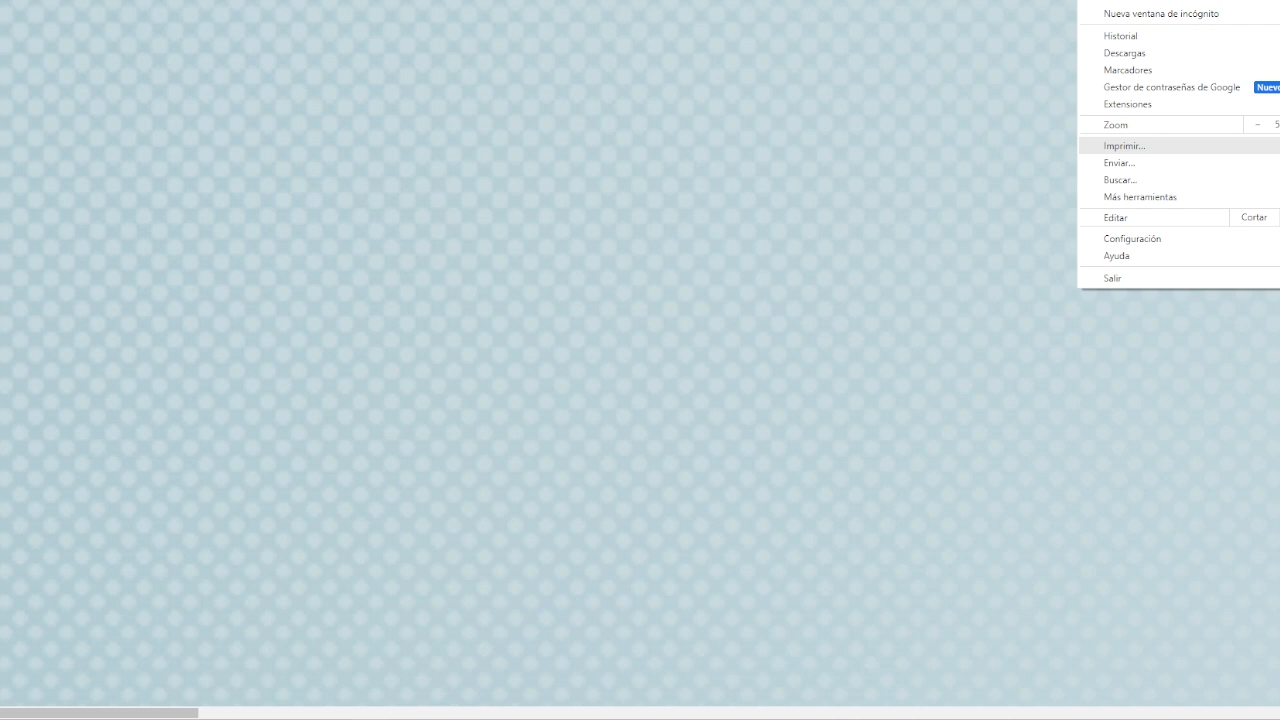 Nueva ventana de incógnito
Historial
Descargas
Marcadores
Gestor de contraseñas de Google
Extensiones
Zoom − 5
Imprimir...
Enviar...
Buscar...
Más herramientas
Editar Cortar
Configuración
Ayuda
Salir